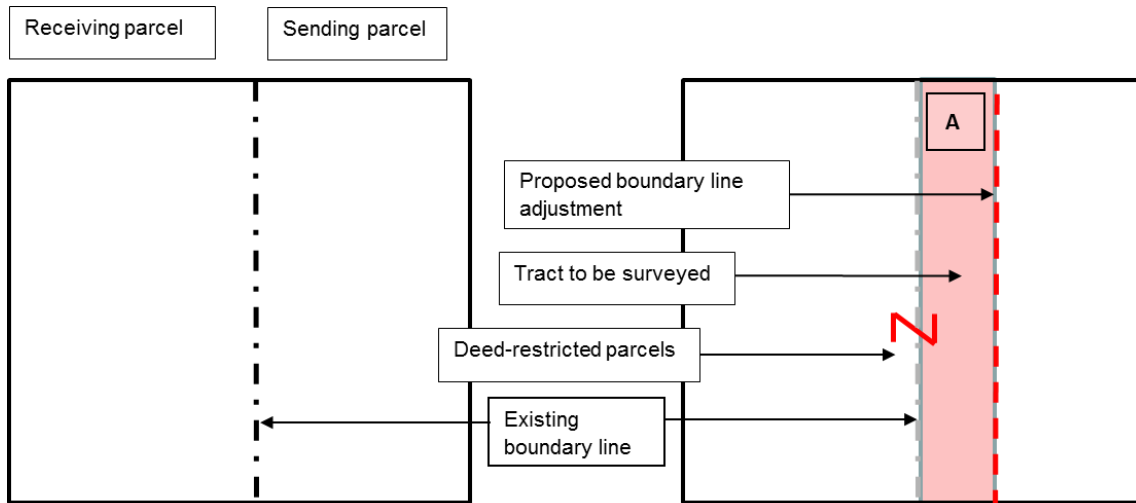 Receiving parcel
Sending parcel
A
Proposed boundary line
adjustment
Tract to be surveyed
Deed-restricted parcels
Existing
boundary line